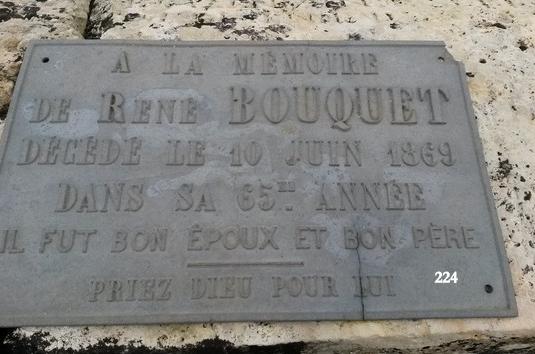 A LA MÉMOIRE
DE RENÉ BOUQUET
DÉCÉDÉ LE 10 JUIN 1869
DANS SA 65ME ANNÉE
IL FUT BON ÉPOUX ET BON PÈRE
PRIEZ DIEU POUR LUI
224